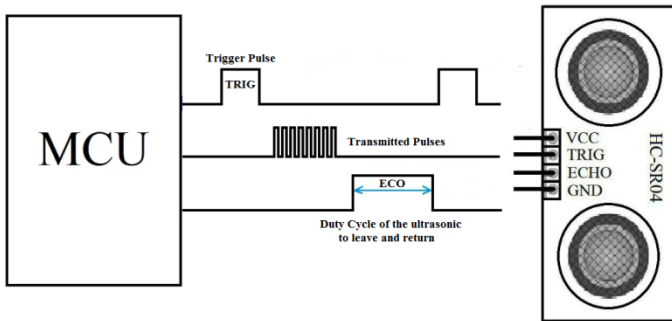 MCU
Trigger Pulse
TRIG
Transmitted Pulses
ECO
Duty Cycle of the ultrasonic
to leave and return
VCC
TRIG
ECHO
GND
HC-SR04